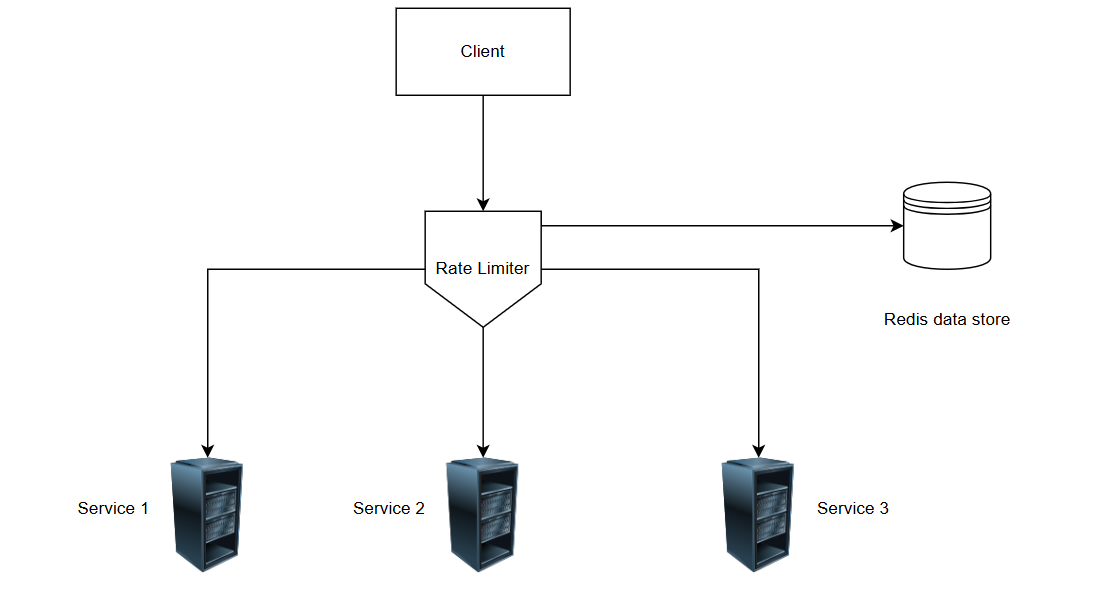 Client
Rate Limiter
Redis data store
Service 1
Service 2
Service 3